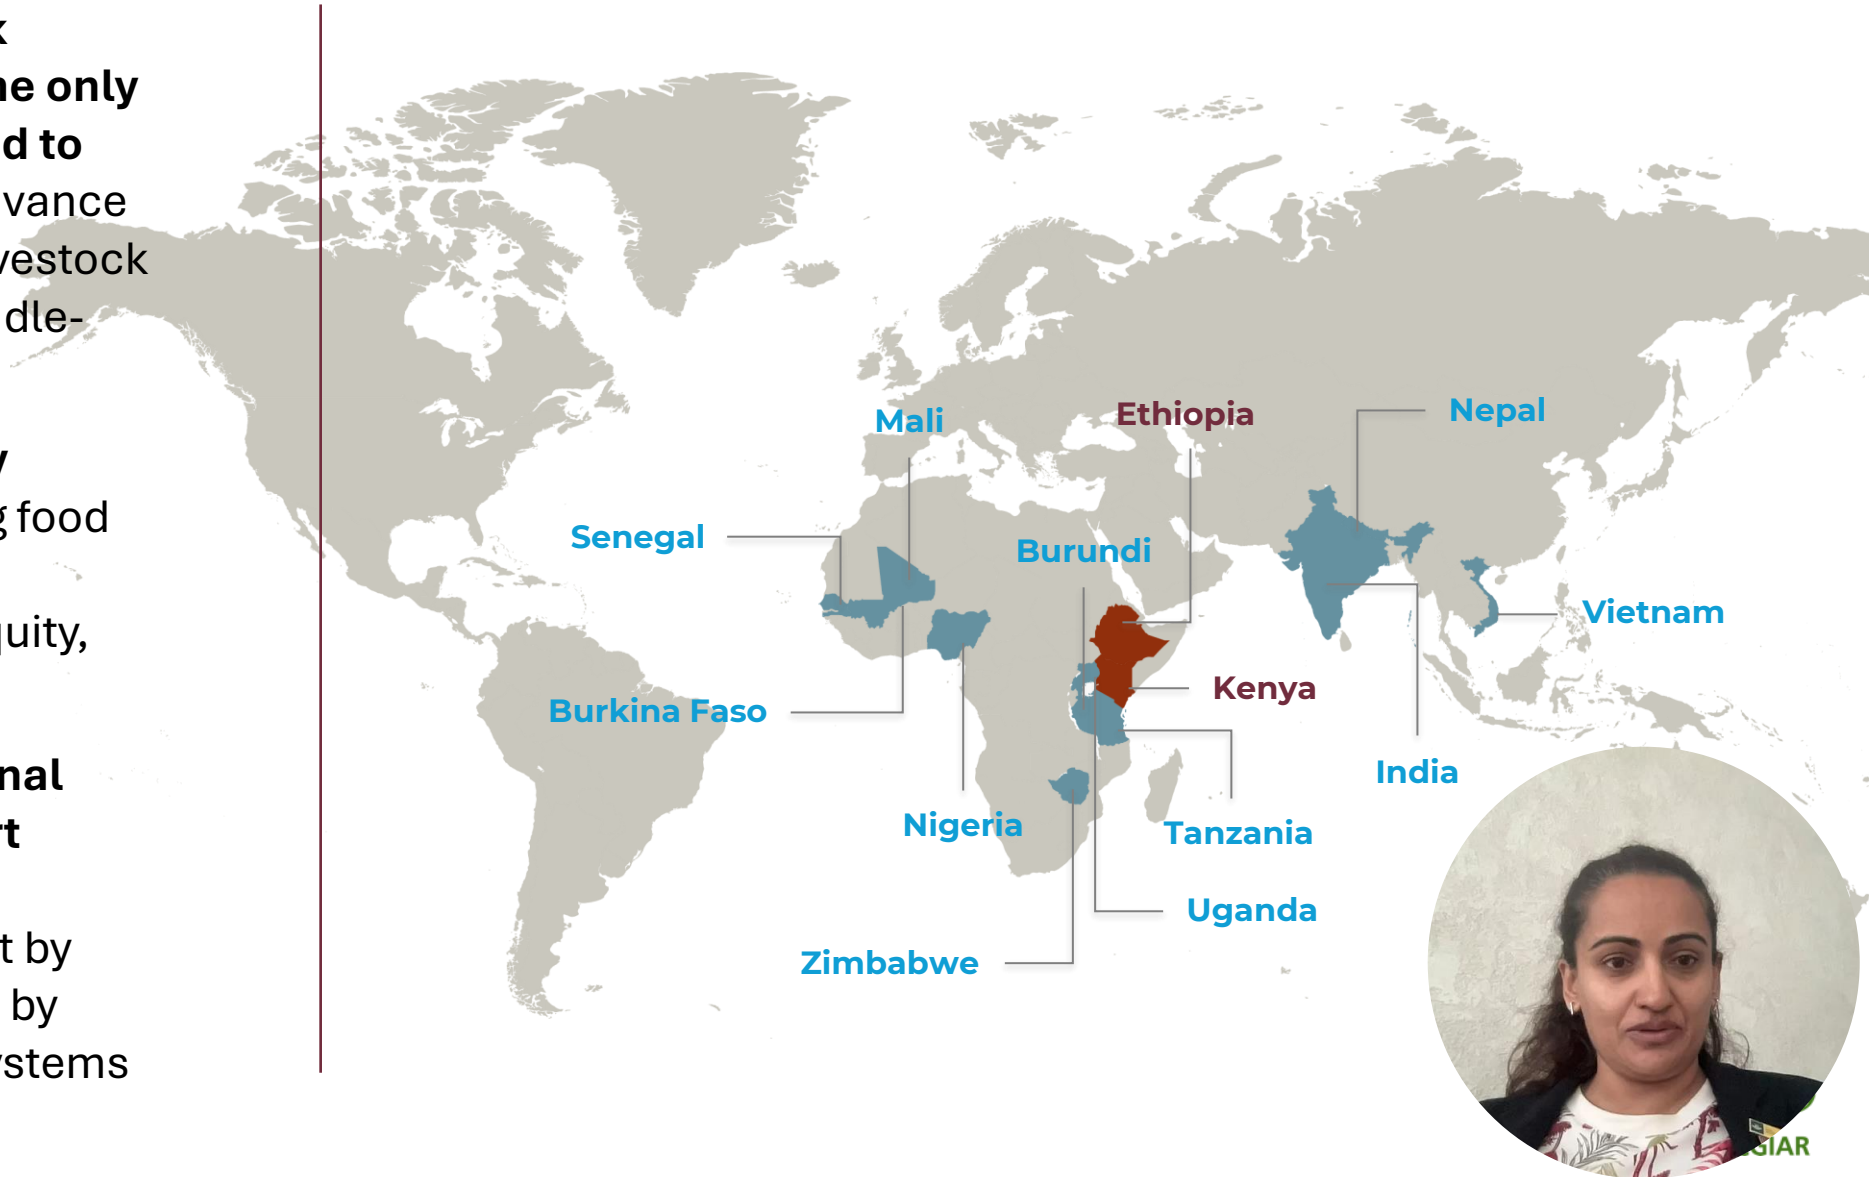 ne only
d to
vance
vestock
dle-
g food
quity,
nal
rt
t by
by
ystems
Mali
Ethiopia
Nepal
Senegal
Burundi
Vietnam
Burkina Faso
Kenya
India
Nigeria
Tanzania
Uganda
Zimbabwe
GIAR